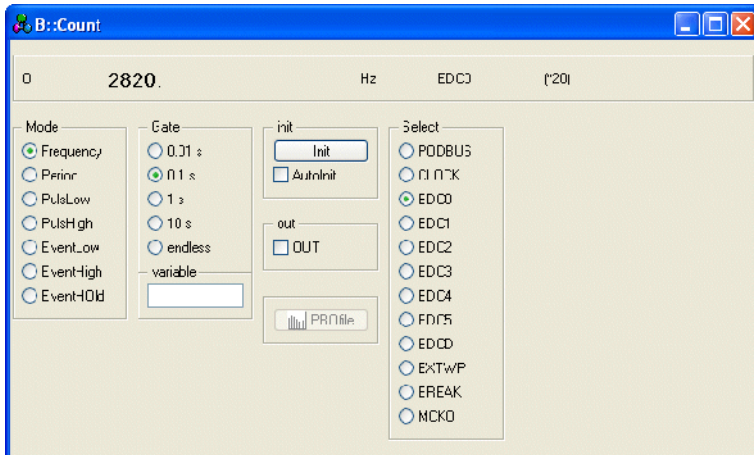 B::Count
O 2820. Hz EDC0 (*20)
Mode
Frequency
Period
PulsLow
PulsHigh
EventLow
EventHigh
EventHOld
Gate
0.01 s
0.1 s
1 s
10 s
endless
variable
init
Init
AutoInit
out
OUT
PROfile
Select
PODBUS
CLOCK
EDC0
EDC1
EDC2
EDC3
EDC4
EDC5
EDCD
EXTWP
BREAK
MCKO